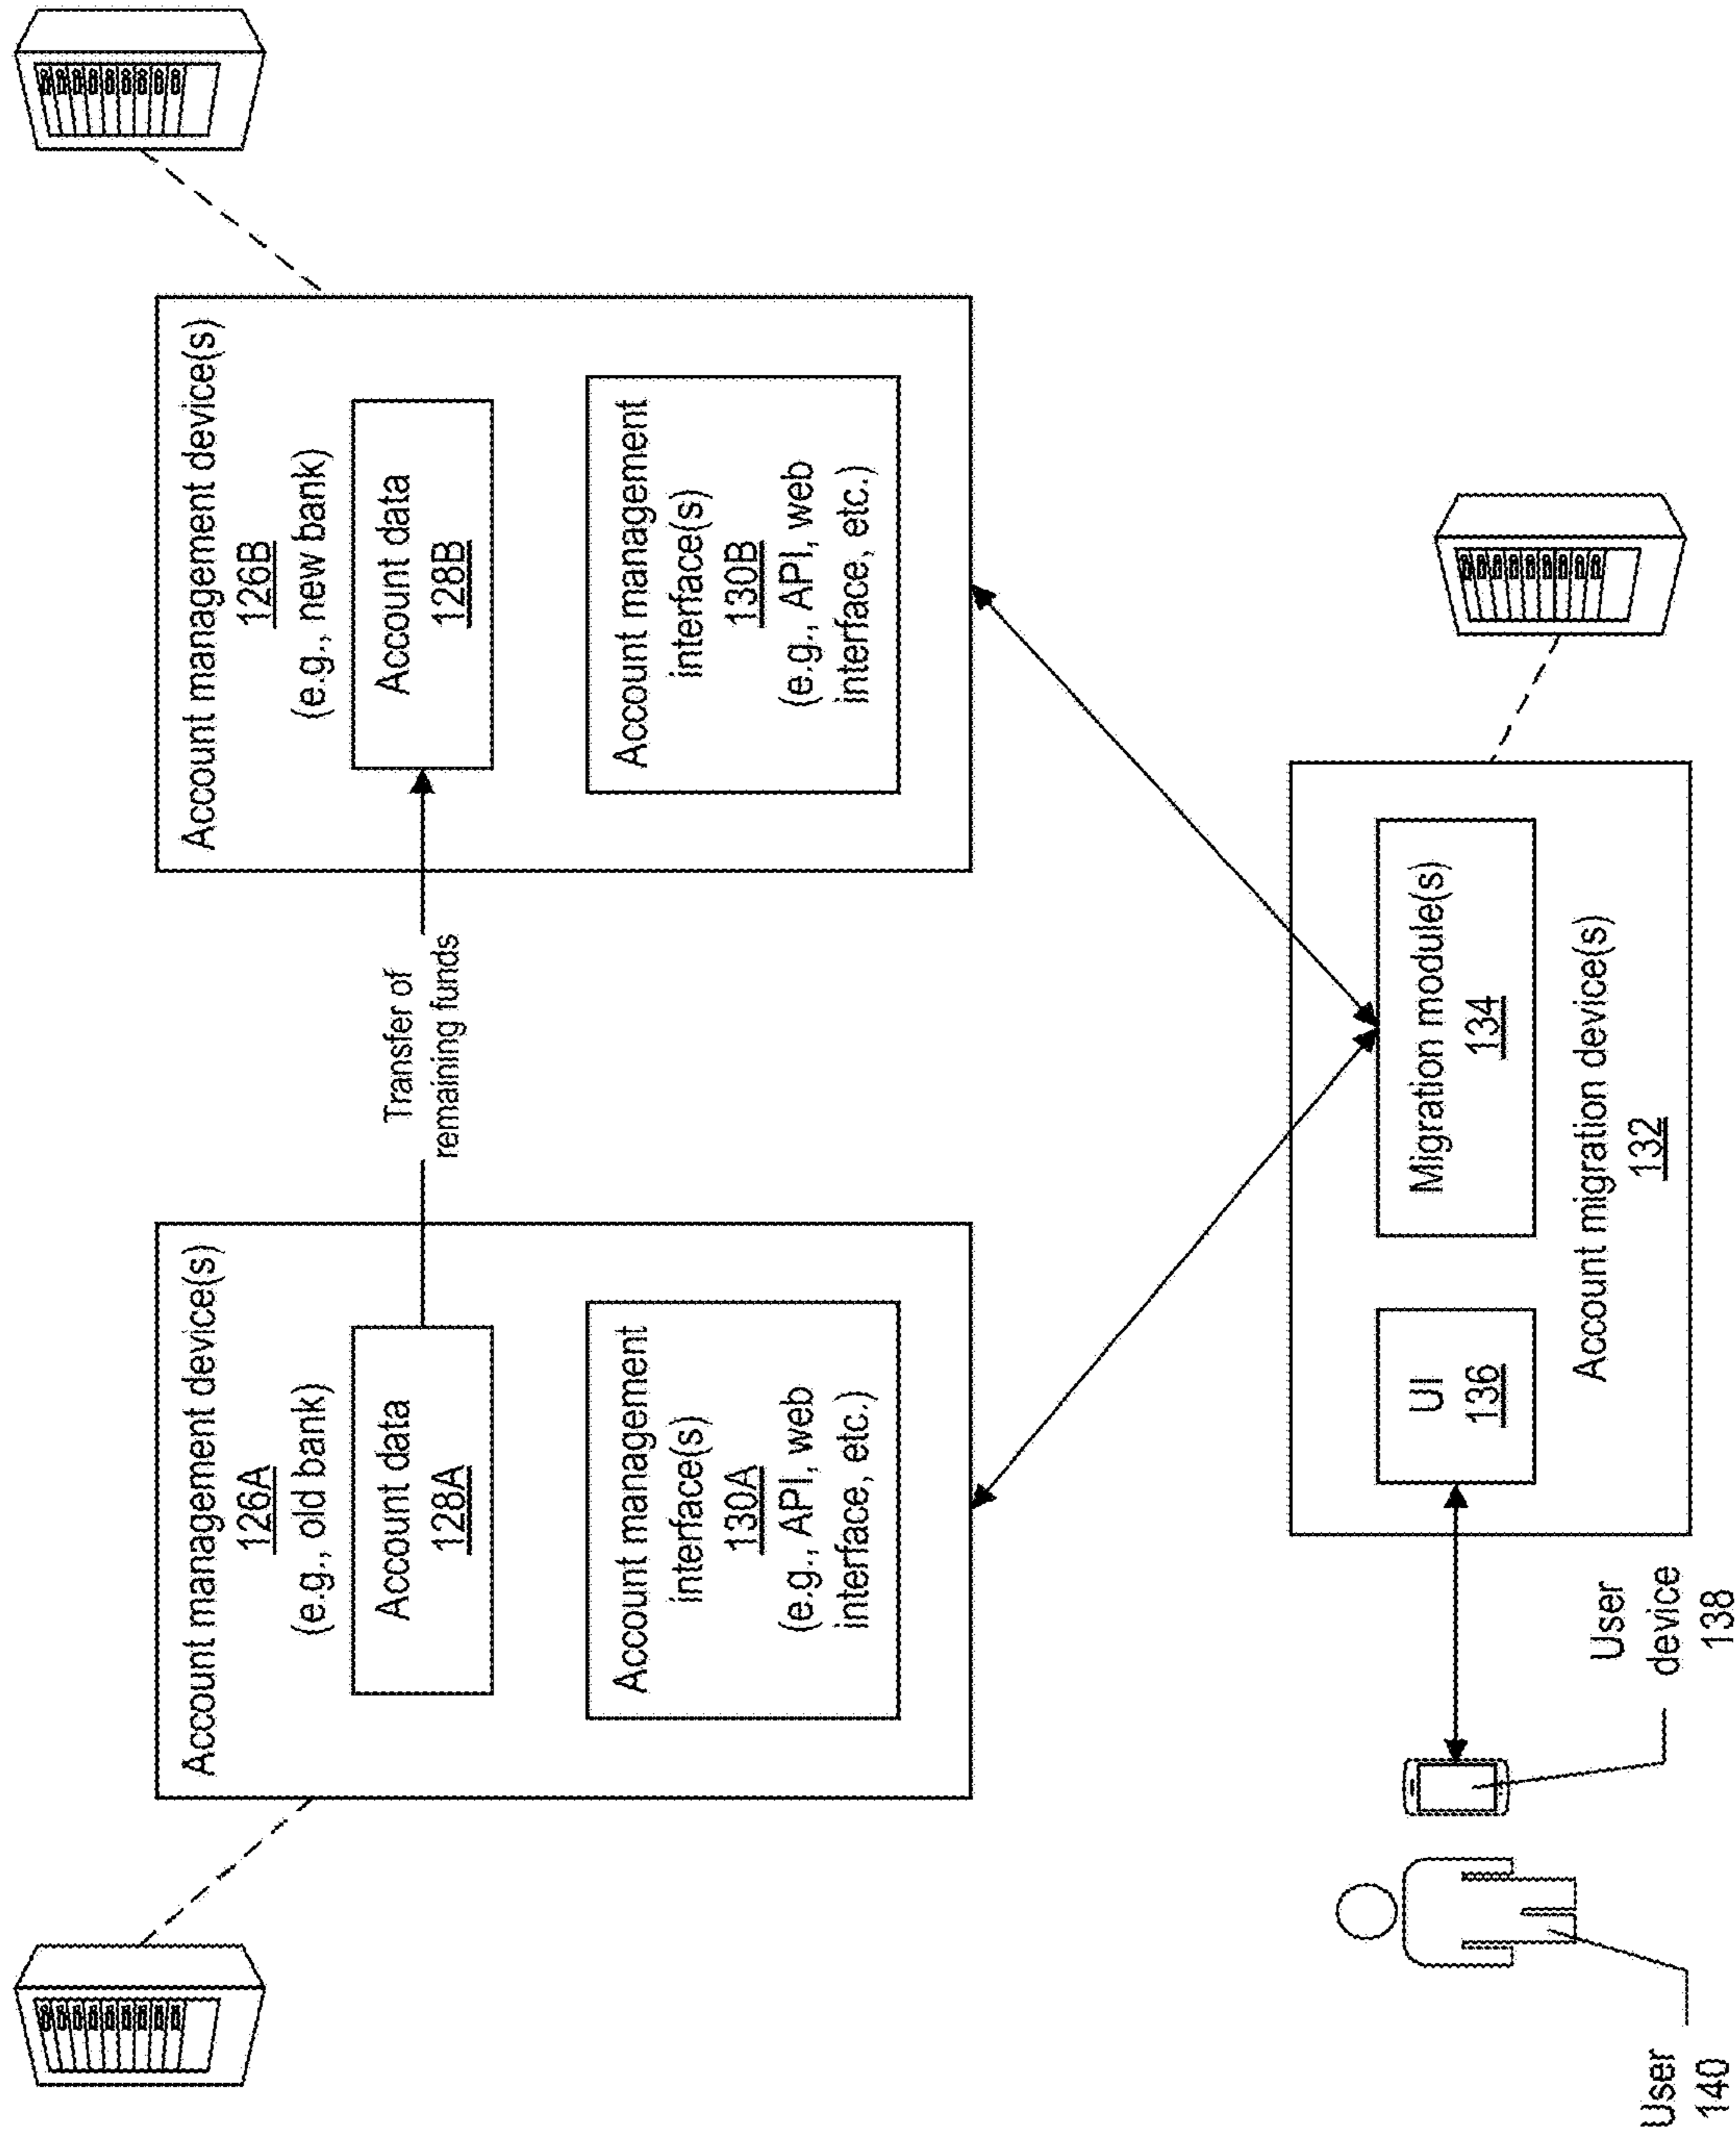 Account management device(s)
126A
(e.g., old bank)
Account data
128A
Account management
interface(s)
130A
(e.g., API, web
interface, etc.)
Transfer of
remaining funds
Account management device(s)
126B
(e.g., new bank)
Account data
128B
Account management
interface(s)
130B
(e.g., API, web
interface, etc.)
User
140
User
device
138
UI
136
Migration module(s)
134
Account migration device(s)
132